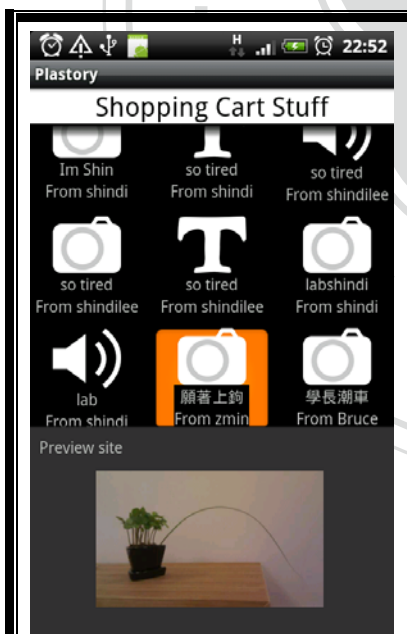 H
22:52
Plastory
Shopping Cart Stuff
Im Shin
From shindi
so tired
From shindi
so tired
From shindilee
so tired
From shindilee
so tired
From shindilee
labshindi
From shindi
lab
From shindi
願著上鉤
From zmin
學長潮車
From Bruce
Preview site